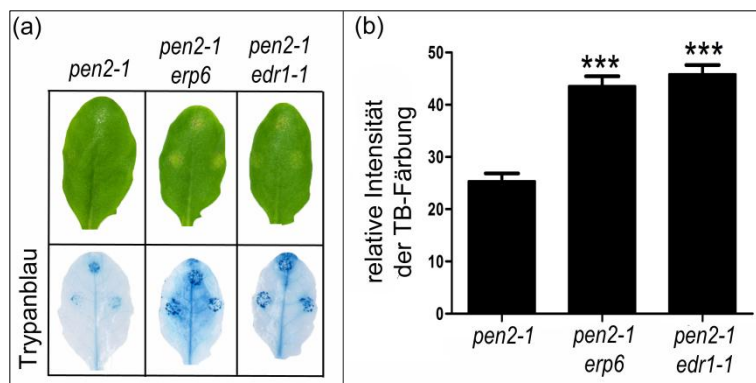 (a)
pen2-1
pen2-1
erp6
pen2-1
edr1-1
Trypanblau
(b)
relative Intensität
der TB-Färbung
50
40
30
20
10
0
***
***
pen2-1
pen2-1
erp6
pen2-1
edr1-1